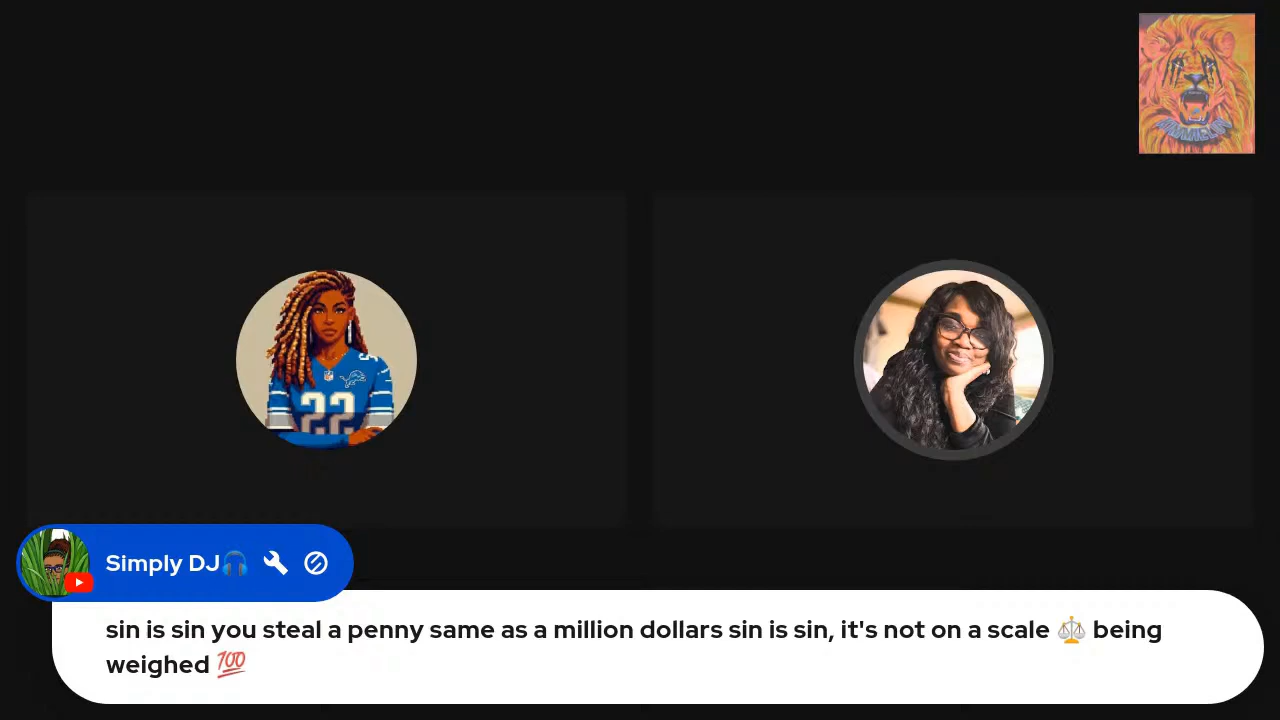 22
Simply DJ🎧
sin is sin you steal a penny same as a million dollars sin is sin, it's not on a scale ⚖️ being
weighed 💯